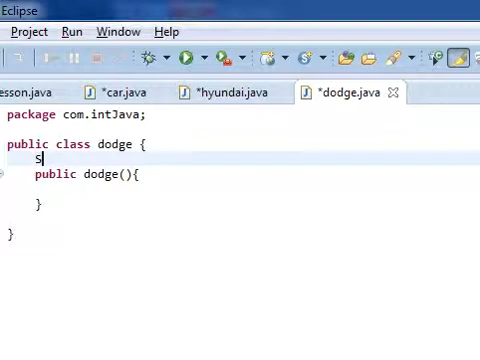 Eclipse
Project Run Window Help
esson.java *car.java *hyundai.java *dodge.java
package com.intJava;
public class dodge {
S
public dodge(){
}
}